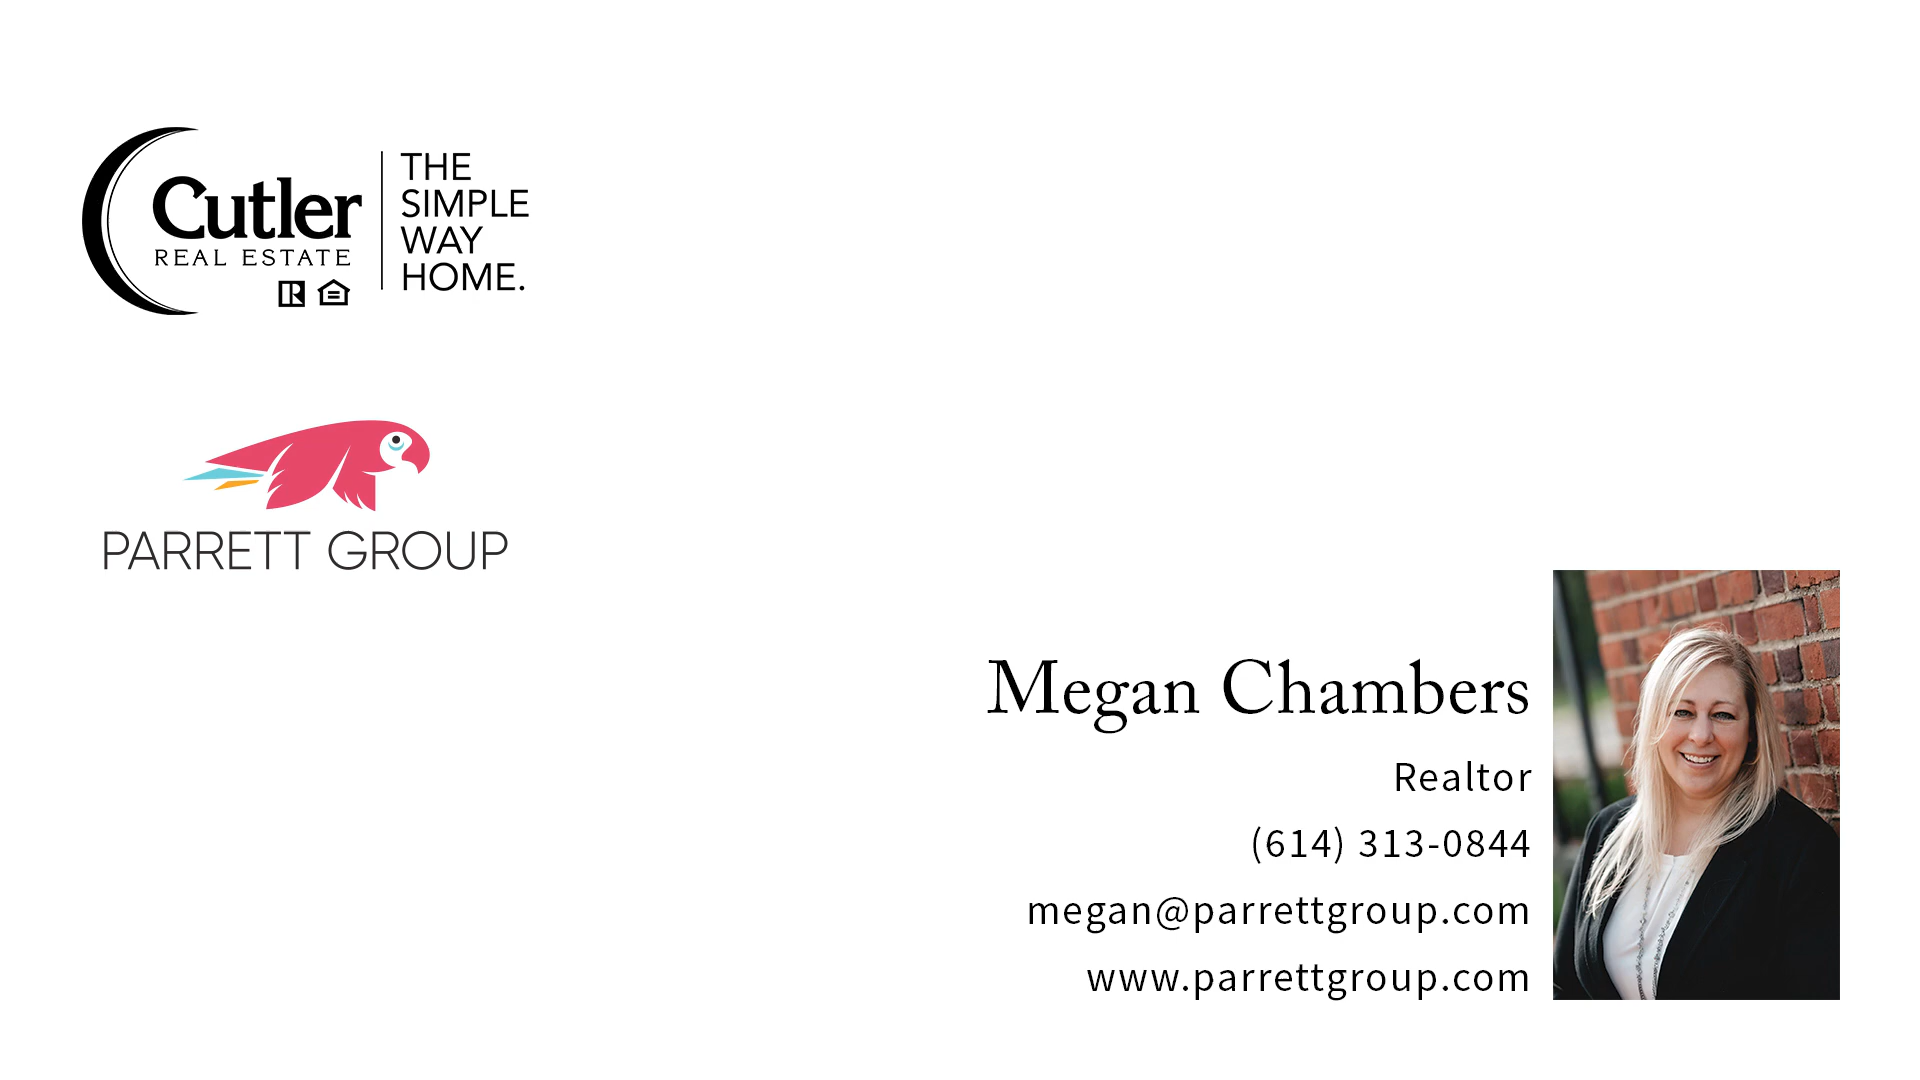 Cutler
REAL ESTATE
THE
SIMPLE
WAY
HOME.
PARRETT GROUP
Megan Chambers
Realtor
(614) 313-0844
megan@parrettgroup.com
www.parrettgroup.com